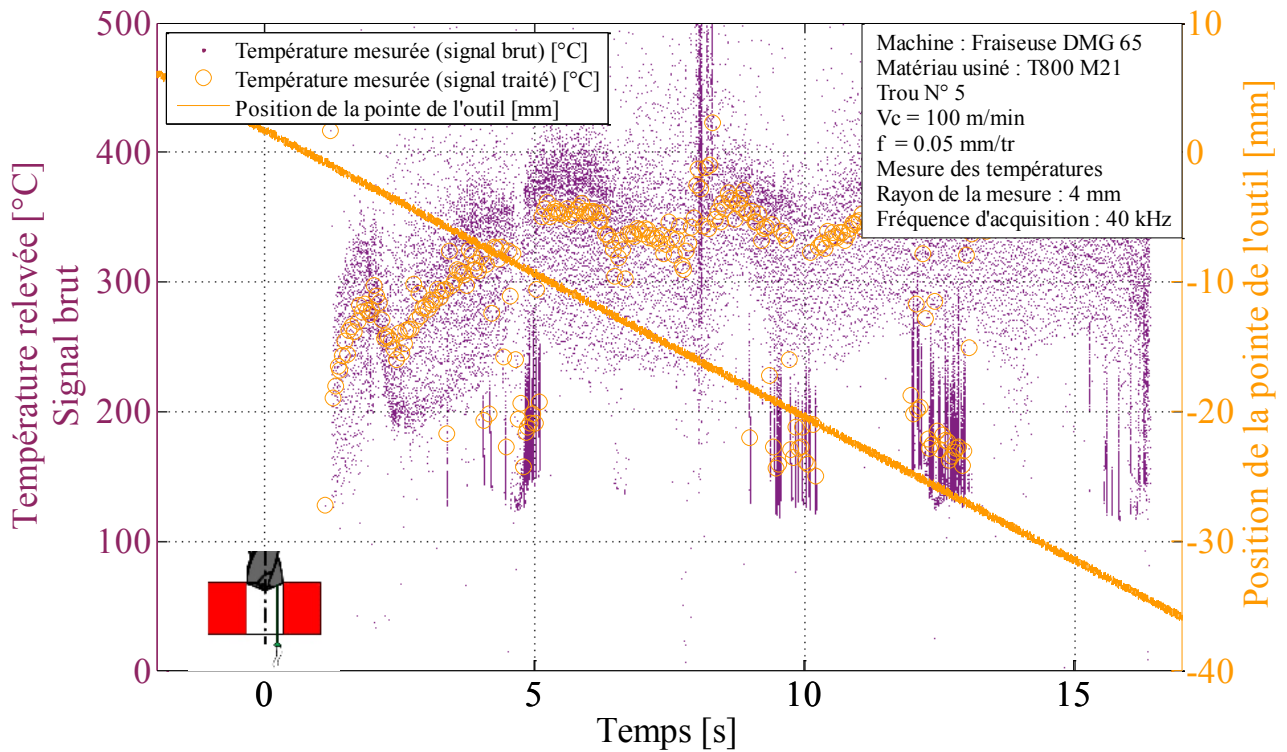 Température mesurée (signal brut) [°C]
Température mesurée (signal traité) [°C]
Position de la pointe de l'outil [mm]
Machine : Fraiseuse DMG 65
Matériau usiné : T800 M21
Trou N° 5
Vc = 100 m/min
f = 0.05 mm/tr
Mesure des températures
Rayon de la mesure : 4 mm
Fréquence d'acquisition : 40 kHz
Température relevée [°C]
Signal brut
500
400
300
200
100
0
10
0
-10
-20
-30
-40
Position de la pointe de l'outil [mm]
0
5
10
15
Temps [s]